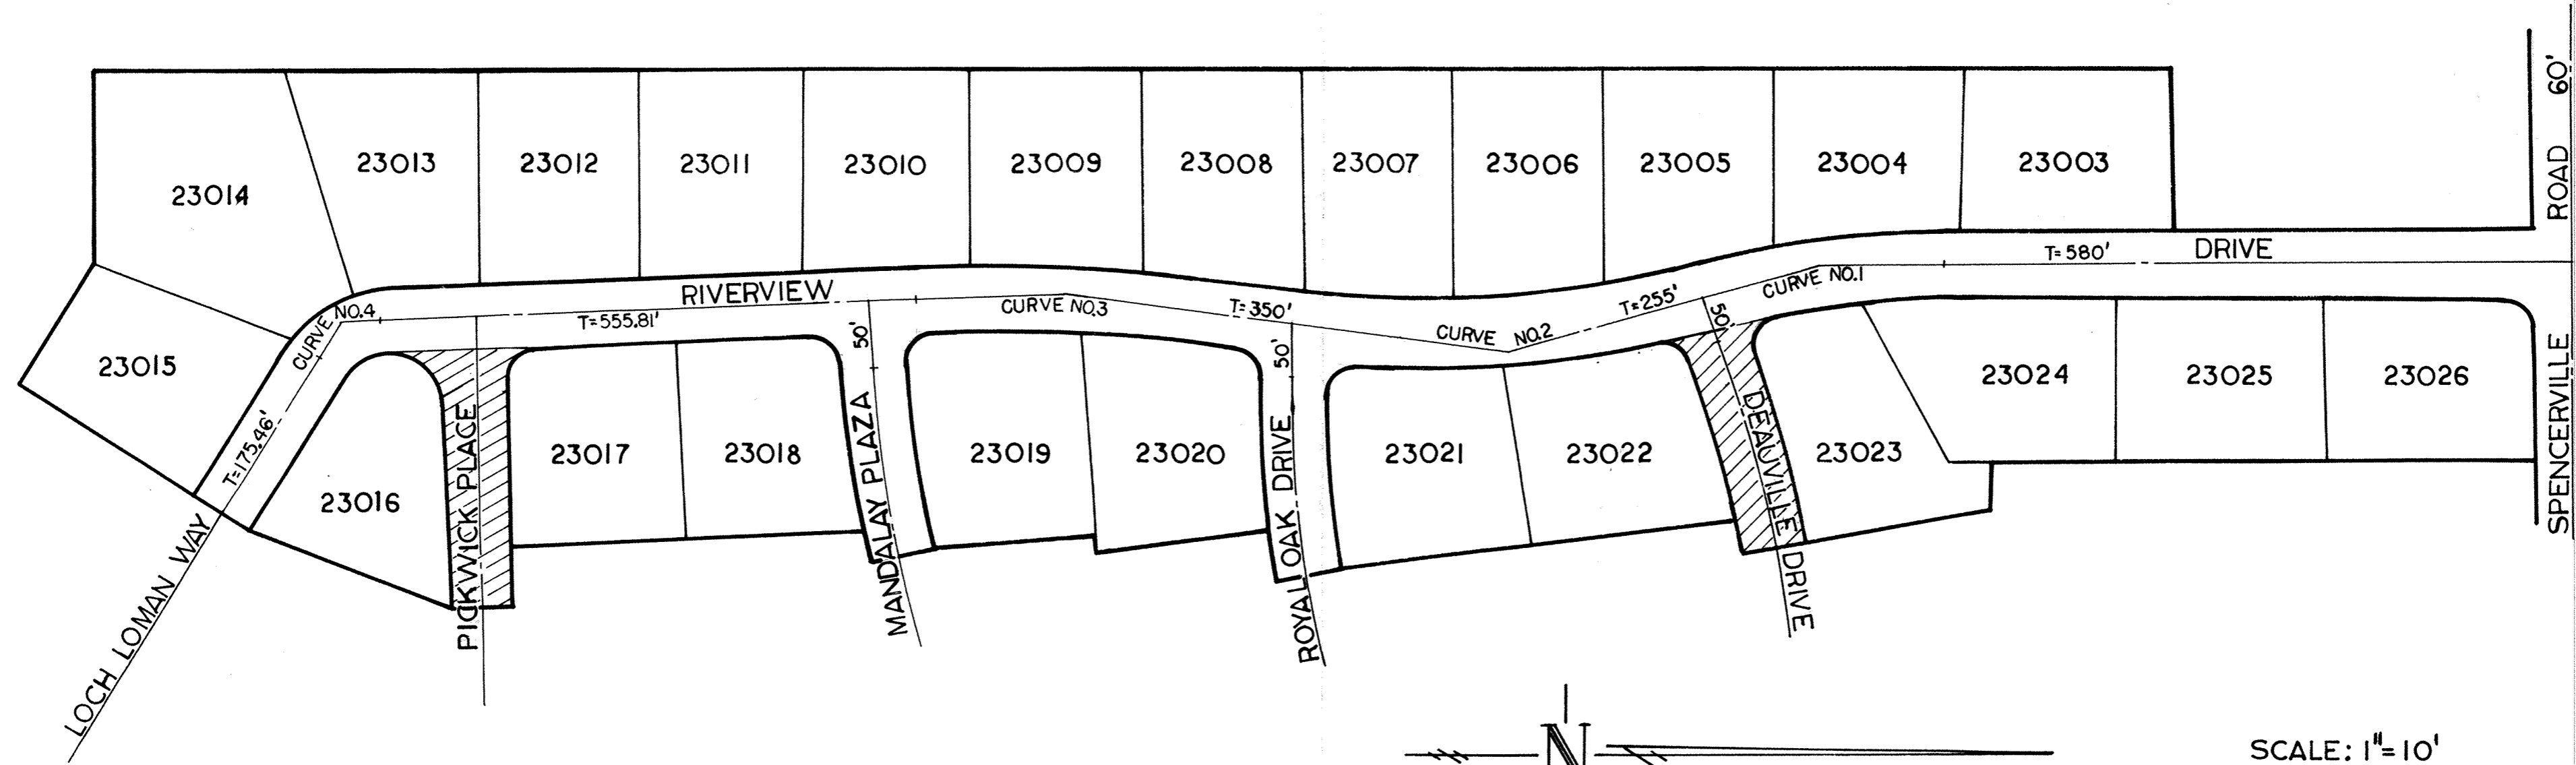 ROAD 60'
23014
23013
23012
23011
23010
23009
23008
23007
23006
23005
23004
23003
T=580'
DRIVE
RIVERVIEW
CURVE NO.4
T=555.81'
50'
CURVE NO.3
T=350'
50'
CURVE NO.2
T=255'
50'
CURVE NO.1
23015
T=175.46'
23016
PICKWICK PLACE
23017
23018
MANDALAY PLAZA
23019
23020
ROYAL OAK DRIVE
23021
23022
DEAUVILLE DRIVE
23023
23024
23025
23026
SPENCERVILLE
LOCH LOMAN WAY
N
SCALE: 1"=10'